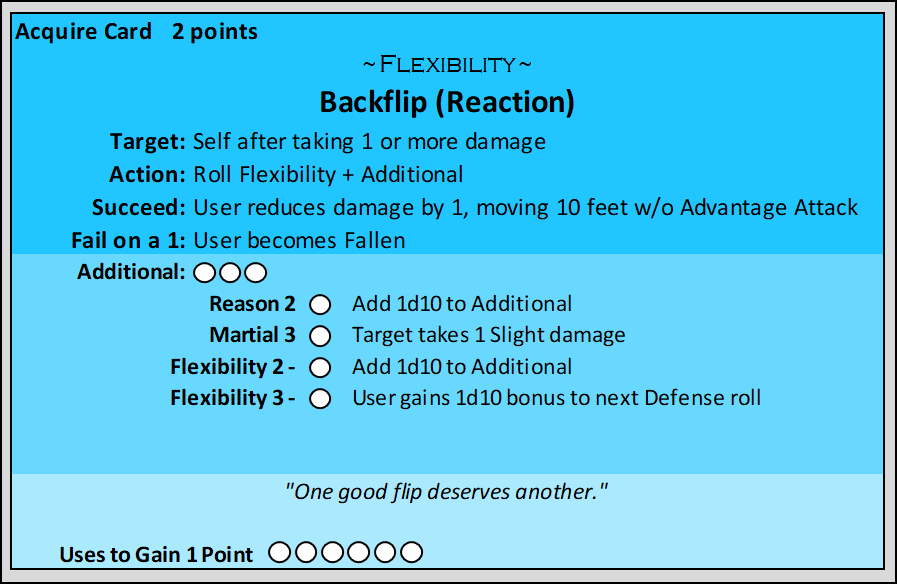 Acquire Card 2 points
~FLEXIBILITY~
Backflip (Reaction)
Target: Self after taking 1 or more damage
Action: Roll Flexibility + Additional
Succeed: User reduces damage by 1, moving 10 feet w/o Advantage Attack
Fail on a 1: User becomes Fallen
Additional:
Reason 2 Add 1d10 to Additional
Martial 3 Target takes 1 Slight damage
Flexibility 2 - Add 1d10 to Additional
Flexibility 3 - User gains 1d10 bonus to next Defense roll
"One good flip deserves another."
Uses to Gain 1 Point